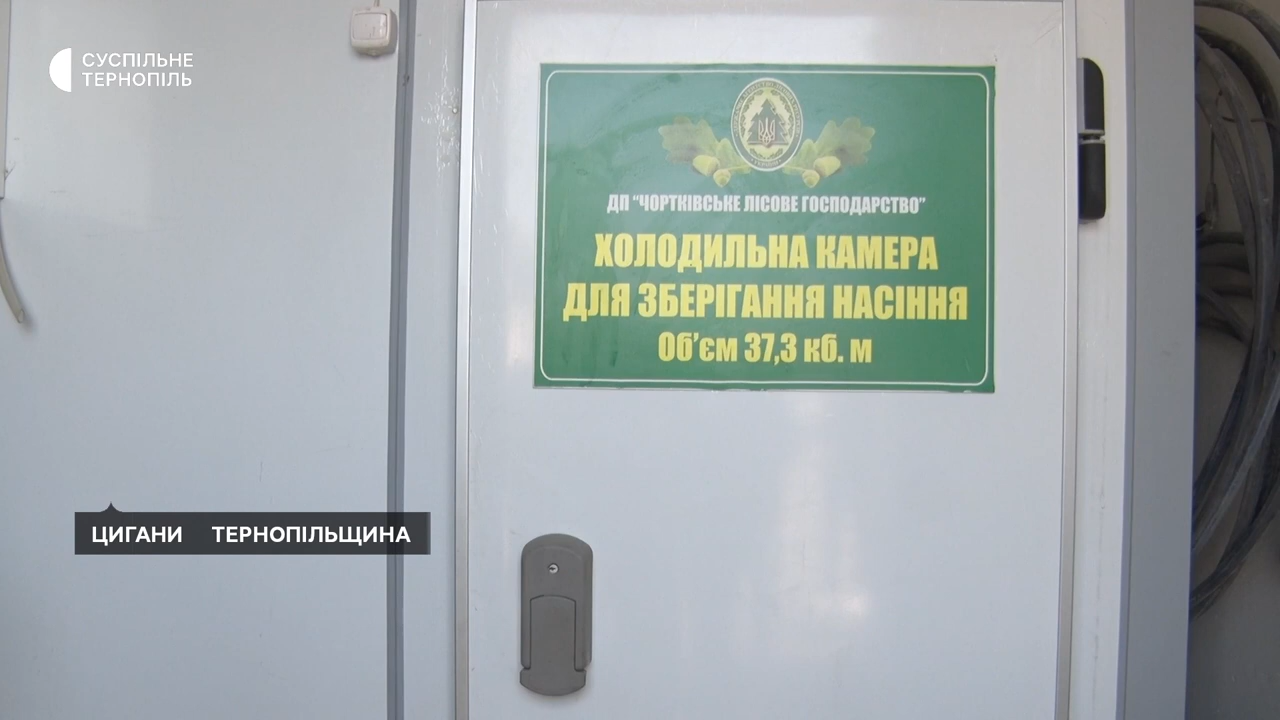 СУСПІЛЬНЕ
ТЕРНОПІЛЬ
ДП “ЧОРТКІВСЬКЕ ЛІСОВЕ ГОСПОДАРСТВО”
ХОЛОДИЛЬНА КАМЕРА
ДЛЯ ЗБЕРІГАННЯ НАСІННЯ
Об’єм 37,3 кб. м
ЦИГАНИ ТЕРНОПІЛЬЩИНА